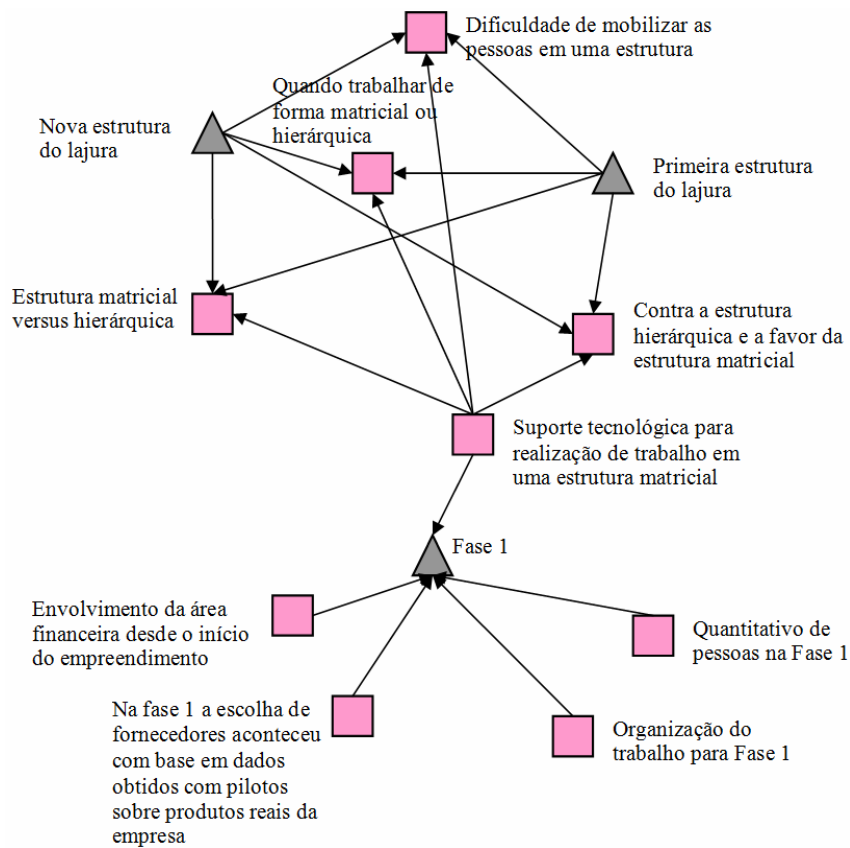 Dificuldade de mobilizar as
pessoas em uma estrutura
Quando trabalhar de
forma matricial ou
hierárquica
Nova estrutura
do lajura
Primeira estrutura
do lajura
Estrutura matricial
versus hierárquica
Contra a estrutura
hierárquica e a favor da
estrutura matricial
Suporte tecnológica para
realização de trabalho em
uma estrutura matricial
Fase 1
Envolvimento da área
financeira desde o início
do empreendimento
Quantitativo de
pessoas na Fase 1
Na fase 1 a escolha de
fornecedores aconteceu
com base em dados
obtidos com pilotos
sobre produtos reais da
empresa
Organização do
trabalho para Fase 1